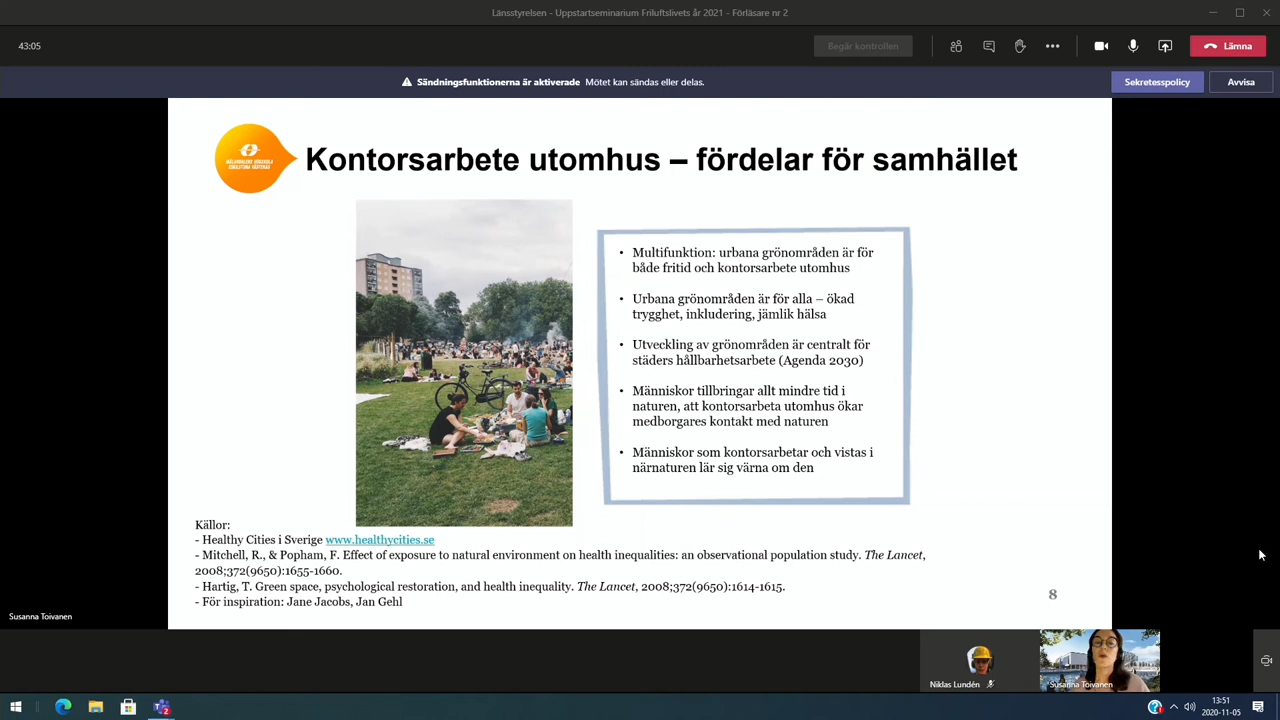 Länsstyrelsen - Uppstartseminarium Friluftslivets år 2021 - Förläsare nr 2
43:05
Begär kontrollen
Lämna
Sändningsfunktionerna är aktiverade Mötet kan sändas eller delas.
Sekretesspolicy
Avvisa
MÄLARDALENS HÖGSKOLA
ESKILSTUNA VÄSTERÅS
Kontorsarbete utomhus – fördelar för samhället
• Multifunktion: urbana grönområden är för
både fritid och kontorsarbete utomhus
• Urbana grönområden är för alla – ökad
trygghet, inkludering, jämlik hälsa
• Utveckling av grönområden är centralt för
städers hållbarhetsarbete (Agenda 2030)
• Människor tillbringar allt mindre tid i
naturen, att kontorsarbeta utomhus ökar
medborgares kontakt med naturen
• Människor som kontorsarbetar och vistas i
närnaturen lär sig värna om den
Källor:
- Healthy Cities i Sverige www.healthycities.se
- Mitchell, R., & Popham, F. Effect of exposure to natural environment on health inequalities: an observational population study. The Lancet,
2008;372(9650):1655-1660.
- Hartig, T. Green space, psychological restoration, and health inequality. The Lancet, 2008;372(9650):1614-1615.
- För inspiration: Jane Jacobs, Jan Gehl
8
Susanna Toivanen
Niklas Lundén
Susanna Toivanen
13:51
2020-11-05